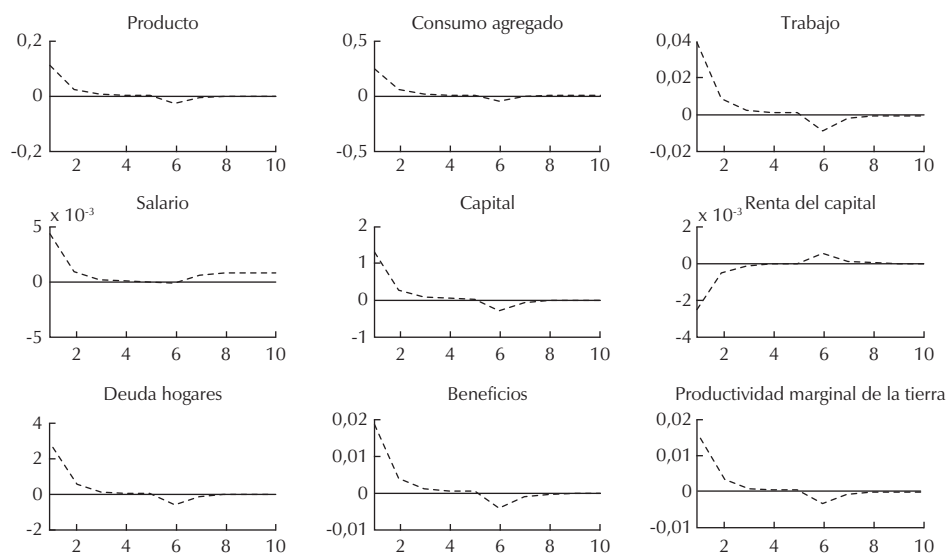 Producto
0,2
0
-0,2
2 4 6 8 10
Consumo agregado
0,5
0
-0,5
2 4 6 8 10
Trabajo
0,04
0,02
0
-0,02
2 4 6 8 10
Salario
x 10-3
5
0
-5
2 4 6 8 10
Capital
2
1
0
-1
2 4 6 8 10
Renta del capital
x 10-3
2
0
-2
-4
2 4 6 8 10
Deuda hogares
4
2
0
-2
2 4 6 8 10
Beneficios
0,02
0,01
0
-0,01
2 4 6 8 10
Productividad marginal de la tierra
0,02
0,01
0
-0,01
2 4 6 8 10